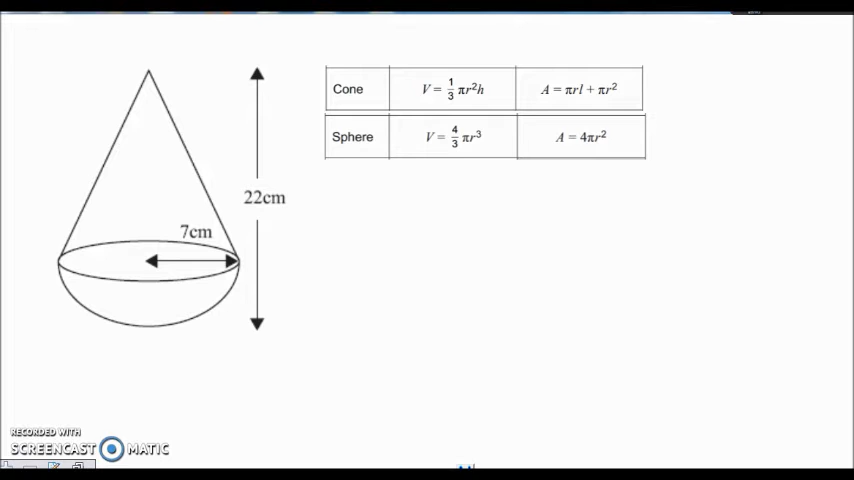 Cone V = 1/3 πr²h A = πrl + πr²
Sphere V = 4/3 πr³ A = 4πr²
22cm
7cm
RECORDED WITH
SCREENCAST MATIC